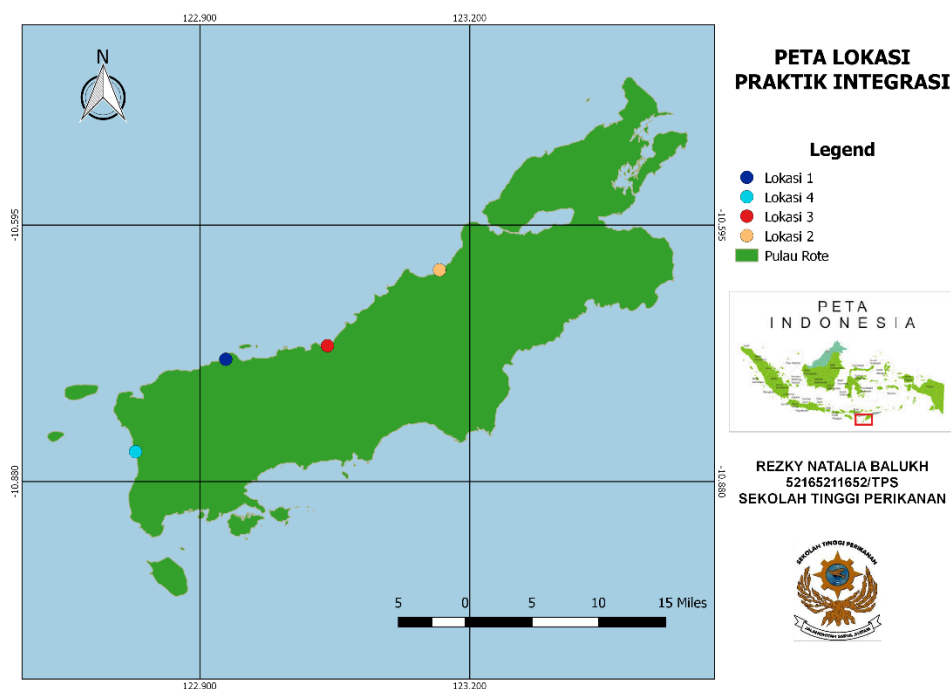 122.900
123.200
N
-10.595
-10.595
-10.880
-10.880
5 0 5 10 15 Miles
122.900
123.200
PETA LOKASI
PRAKTIK INTEGRASI
Legend
Lokasi 1
Lokasi 4
Lokasi 3
Lokasi 2
Pulau Rote
PETA
INDONESIA
REZKY NATALIA BALUKH
52165211652/TPS
SEKOLAH TINGGI PERIKANAN
SEKOLAH TINGGI PERIKANAN